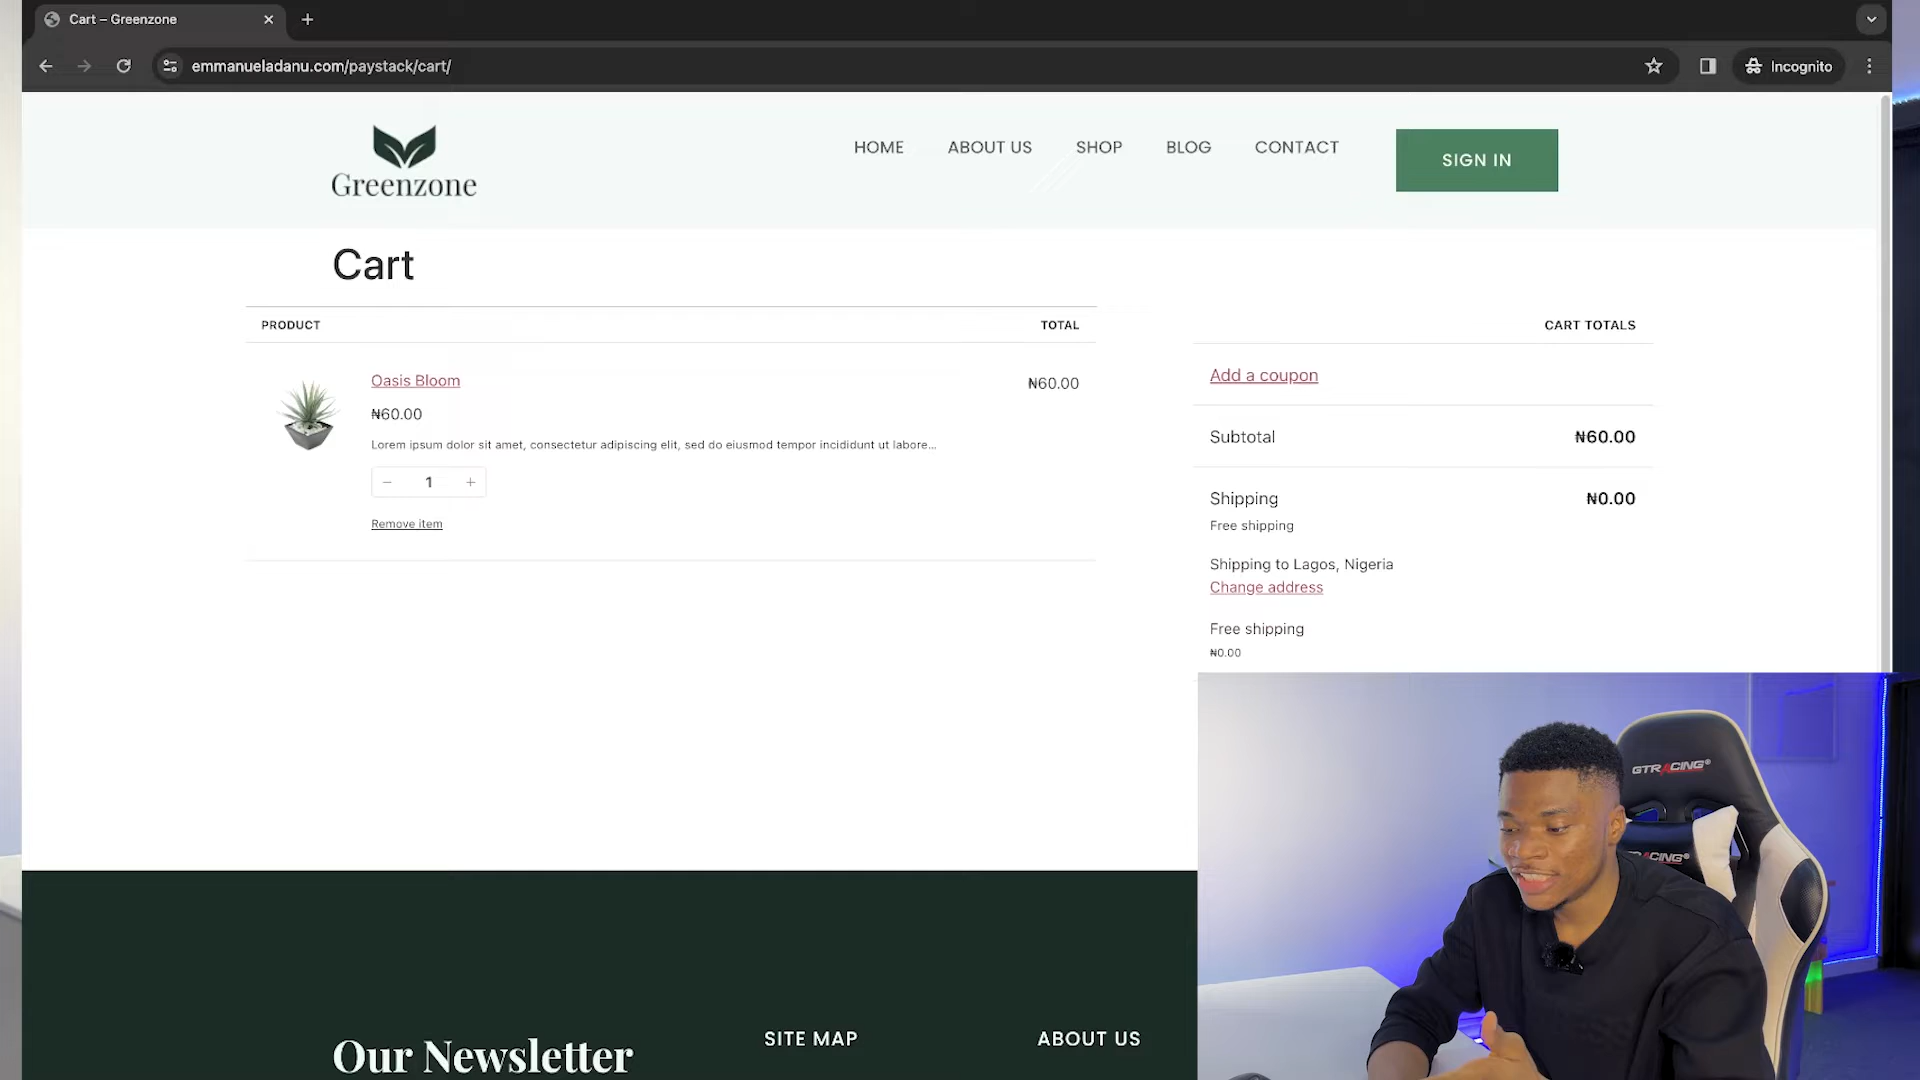 Cart – Greenzone
emmanueladanu.com/paystack/cart/
Incognito
Greenzone
HOME
ABOUT US
SHOP
BLOG
CONTACT
SIGN IN
Cart
PRODUCT
TOTAL
Oasis Bloom
₦60.00
₦60.00
Lorem ipsum dolor sit amet, consectetur adipiscing elit, sed do eiusmod tempor incididunt ut labore…
1
Remove item
CART TOTALS
Add a coupon
Subtotal
₦60.00
Shipping
₦0.00
Free shipping
Shipping to Lagos, Nigeria
Change address
Free shipping
₦0.00
GTRACING®
Our Newsletter
SITE MAP
ABOUT US